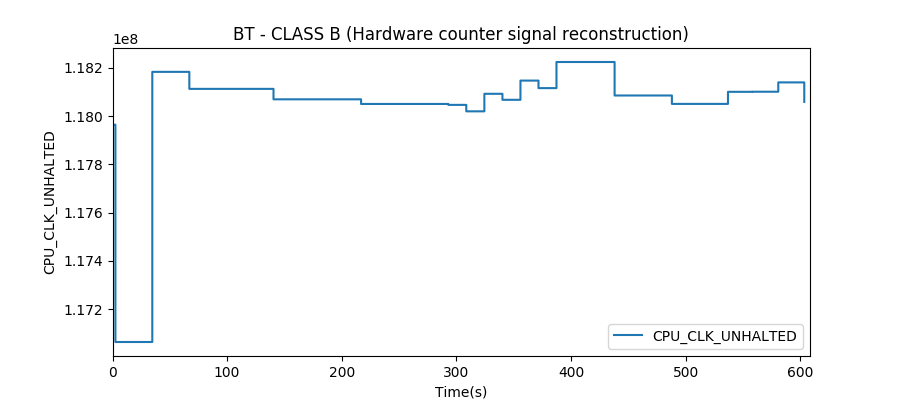 BT - CLASS B (Hardware counter signal reconstruction)
1e8
1.182
1.180
1.178
1.176
1.174
1.172
CPU_CLK_UNHALTED
CPU_CLK_UNHALTED
0 100 200 300 400 500 600
Time(s)